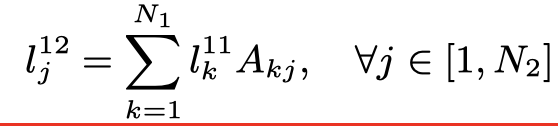 $l_j^{12} = \sum_{k=1}^{N_1} l_k^{11} A_{kj}, \quad \forall j \in [1, N_2]$